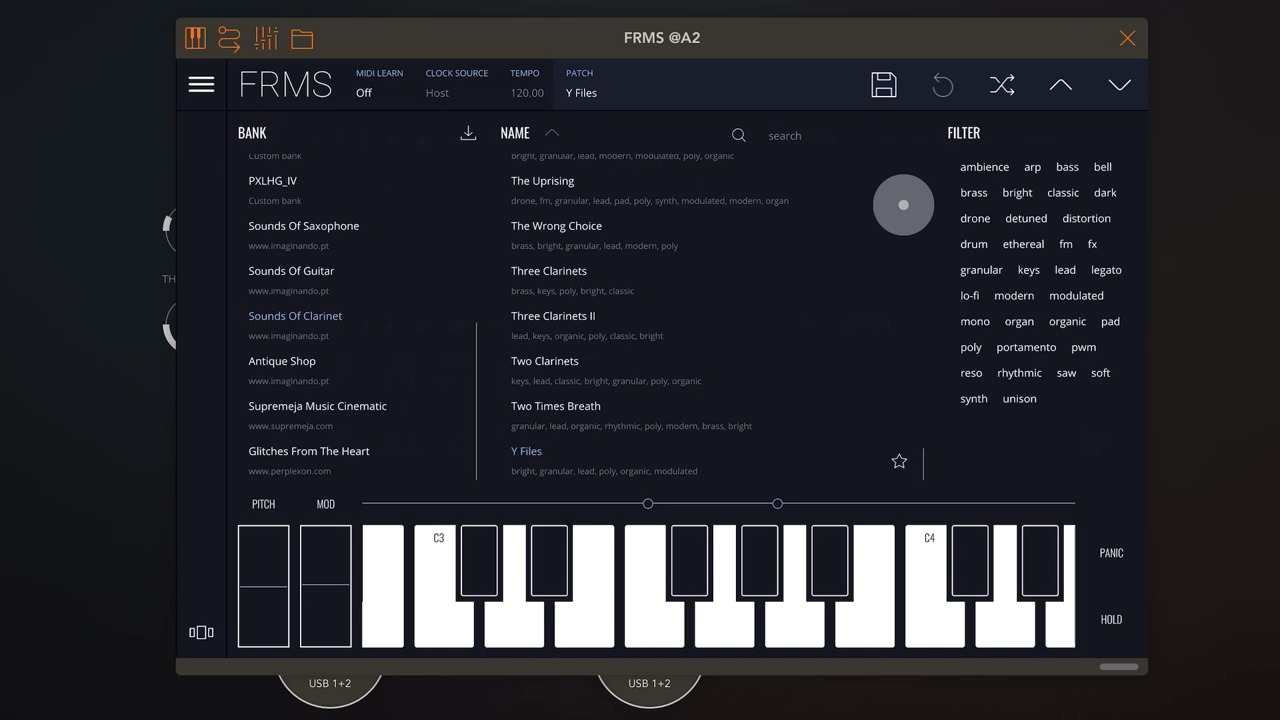 FRMS @A2
FRMS
MIDI LEARN
Off
CLOCK SOURCE
Host
TEMPO
120.00
PATCH
Y Files
BANK
Custom bank
PXLHG_IV
Custom bank
Sounds Of Saxophone
www.imaginando.pt
Sounds Of Guitar
www.imaginando.pt
Sounds Of Clarinet
www.imaginando.pt
Antique Shop
www.imaginando.pt
Supremeja Music Cinematic
www.supremeja.com
Glitches From The Heart
www.perplexon.com
NAME
search
bright, granular, lead, modern, modulated, poly, organic
The Uprising
drone, fm, granular, lead, pad, poly, synth, modulated, modern, organ
The Wrong Choice
brass, bright, granular, lead, modern, poly
Three Clarinets
brass, keys, poly, bright, classic
Three Clarinets II
lead, keys, organic, poly, classic, bright
Two Clarinets
keys, lead, classic, bright, granular, poly, organic
Two Times Breath
granular, lead, organic, rhythmic, poly, modern, brass, bright
Y Files
bright, granular, lead, poly, organic, modulated
FILTER
ambience arp bass bell
brass bright classic dark
drone detuned distortion
drum ethereal fm fx
granular keys lead legato
lo-fi modern modulated
mono organ organic pad
poly portamento pwm
reso rhythmic saw soft
synth unison
TH
PITCH
MOD
C3
C4
PANIC
HOLD
USB 1+2
USB 1+2